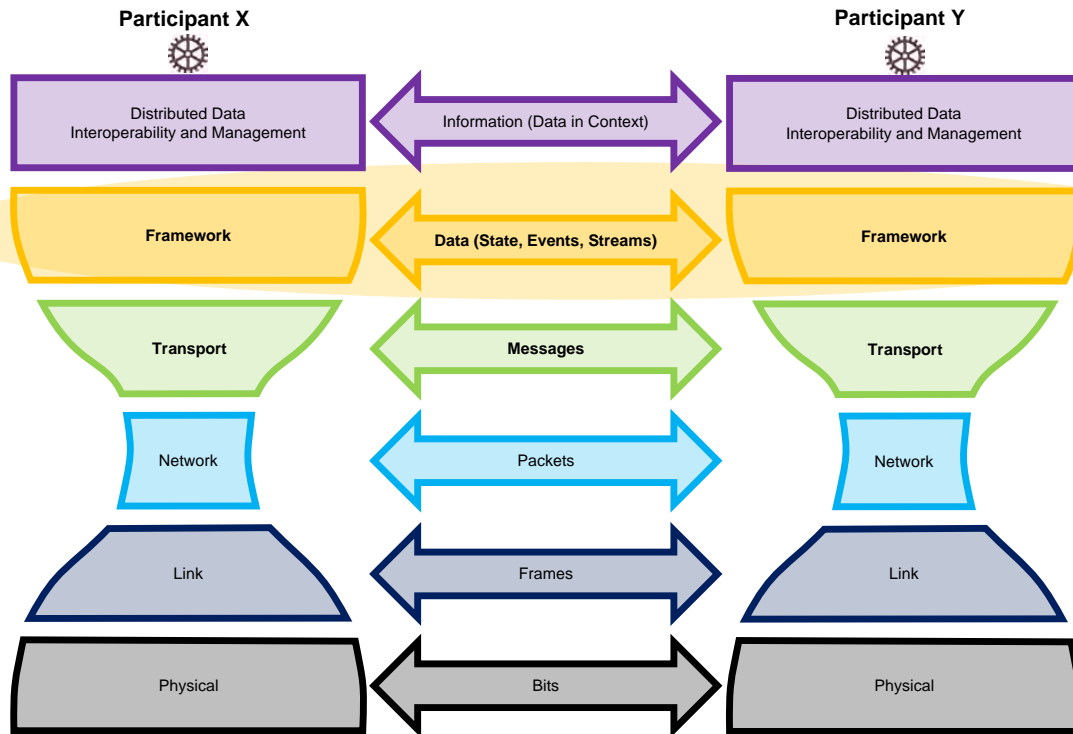 Participant X
Participant Y
Distributed Data
Interoperability and Management
Information (Data in Context)
Distributed Data
Interoperability and Management
Framework
Data (State, Events, Streams)
Framework
Transport
Messages
Transport
Network
Packets
Network
Link
Frames
Link
Physical
Bits
Physical